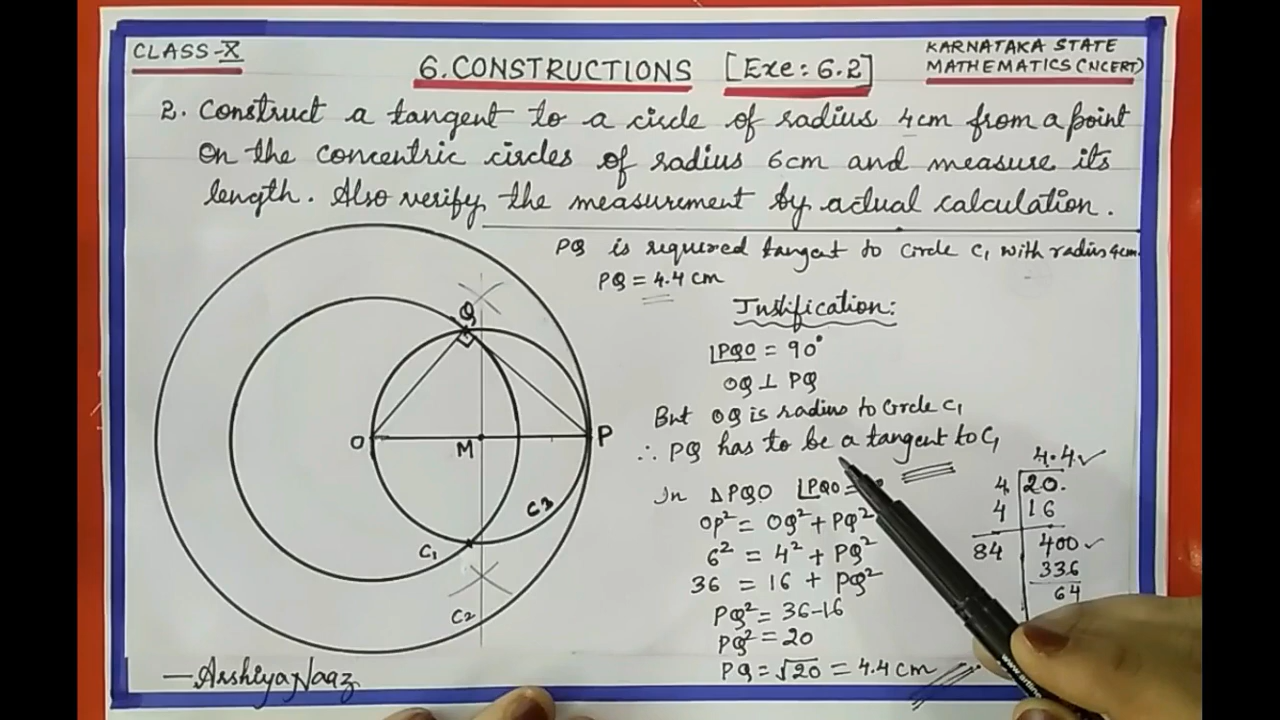 CLASS-X
6.CONSTRUCTIONS [Exe: 6.2]
KARNATAKA STATE
MATHEMATICS (NCERT)
2. Construct a tangent to a circle of radius 4cm from a point
on the concentric circles of radius 6cm and measure its
length. Also verify the measurement by actual calculation.
PQ is required tangent to Circle C₁ with radius 4cm.
PQ = 4.4 cm
Justification:
∠PQO = 90°
OQ ⊥ PQ
But OQ is radius to Circle C₁
∴ PQ has to be a tangent to C₁
In △PQO ∠PQO =
OP² = OQ² + PQ²
6² = 4² + PQ²
36 = 16 + PQ²
PQ² = 36-16
PQ² = 20
PQ = √20 = 4.4 cm
4.4 ✓
4 20.
4 16
84 400 ✓
336
64
Q
O
M
P
C3
C₁
C2
—Arshiya Naaz